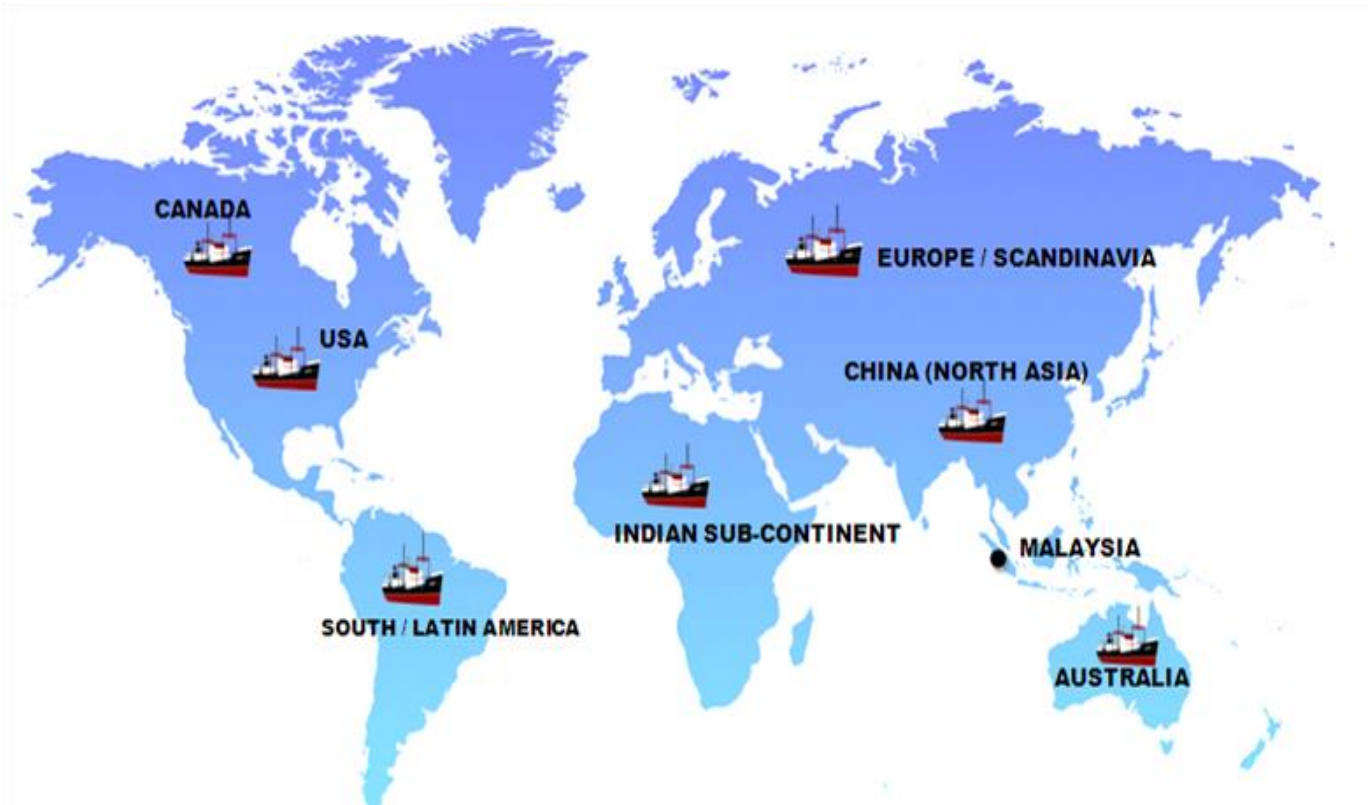 CANADA
EUROPE / SCANDINAVIA
USA
CHINA (NORTH ASIA)
INDIAN SUB-CONTINENT
MALAYSIA
SOUTH / LATIN AMERICA
AUSTRALIA